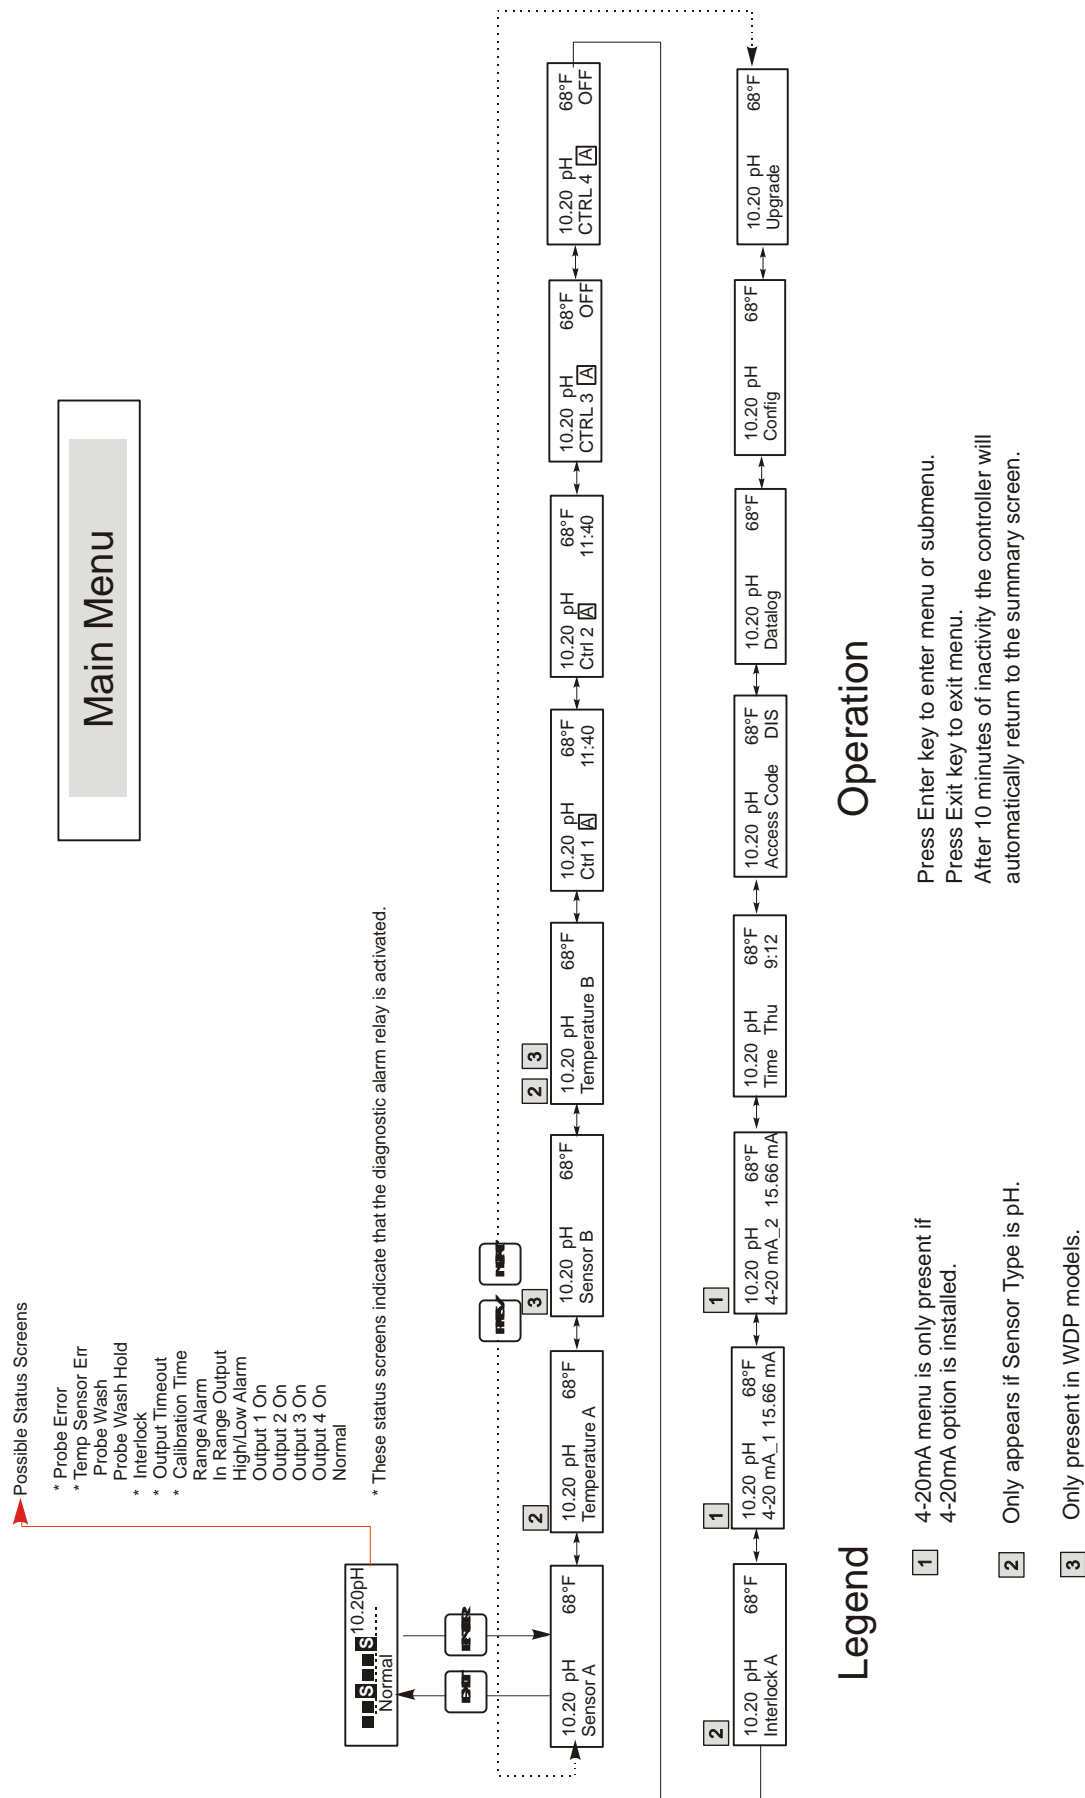 Main Menu
Possible Status Screens
* Probe Error
* Temp Sensor Err
Probe Wash
Probe Wash Hold
* Interlock
* Output Timeout
* Calibration Time
Range Alarm
In Range Output
High/Low Alarm
Output 1 On
Output 2 On
Output 3 On
Output 4 On
Normal
* These status screens indicate that the diagnostic alarm relay is activated.
S S 10.20pH
Normal
EXIT
ENTER
PREV
NEXT
10.20 pH 68°F
Sensor A
2
10.20 pH 68°F
Temperature A
3
10.20 pH 68°F
Sensor B
2 3
10.20 pH 68°F
Temperature B
10.20 pH 68°F
Ctrl 1 A 11:40
10.20 pH 68°F
Ctrl 2 A 11:40
10.20 pH 68°F
CTRL 3 A OFF
10.20 pH 68°F
CTRL 4 A OFF
2
10.20 pH 68°F
Interlock A
1
10.20 pH 68°F
4-20 mA_1 15.66 mA
1
10.20 pH 68°F
4-20 mA_2 15.66 mA
10.20 pH 68°F
Time Thu 9:12
10.20 pH 68°F
Access Code DIS
10.20 pH 68°F
Datalog
10.20 pH 68°F
Config
10.20 pH 68°F
Upgrade
Legend
1 4-20mA menu is only present if
4-20mA option is installed.
2 Only appears if Sensor Type is pH.
3 Only present in WDP models.
Operation
Press Enter key to enter menu or submenu.
Press Exit key to exit menu.
After 10 minutes of inactivity the controller will
automatically return to the summary screen.